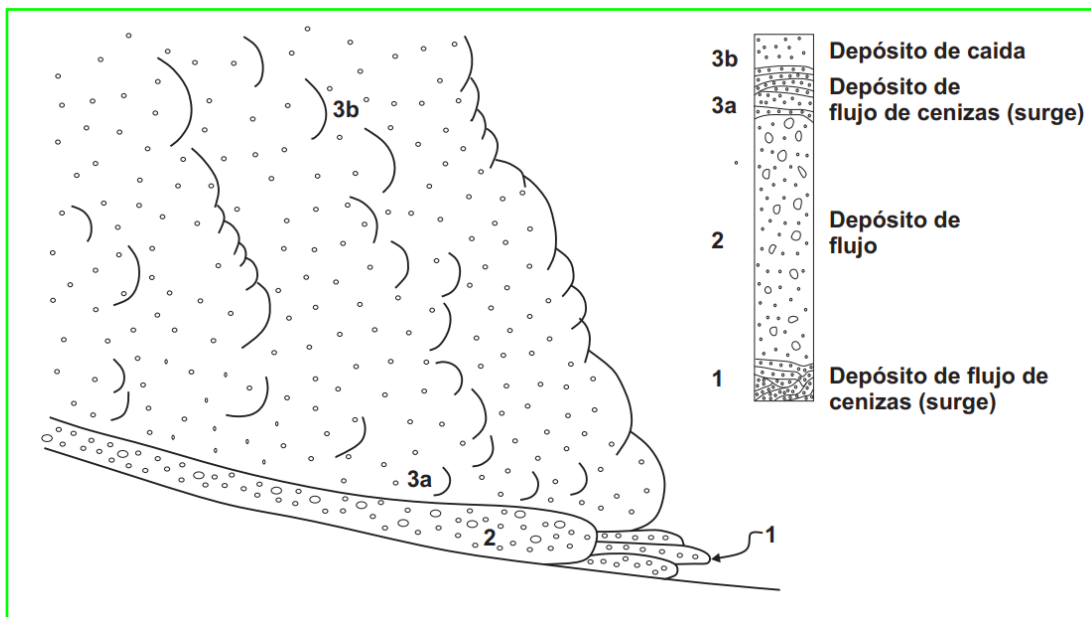 3b
Depósito de caida
3a
Depósito de
flujo de cenizas (surge)
2
Depósito de
flujo
1
Depósito de flujo de
cenizas (surge)
3b
3a
2
1